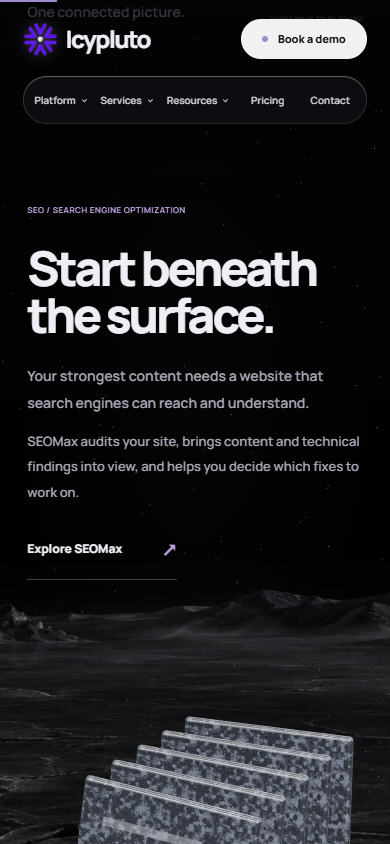 One connected picture.
Icypluto
Book a demo
Platform Services Resources Pricing Contact
SEO / SEARCH ENGINE OPTIMIZATION
Start beneath
the surface.
Your strongest content needs a website that
search engines can reach and understand.
SEOMax audits your site, brings content and technical
findings into view, and helps you decide which fixes to
work on.
Explore SEOMax ↗